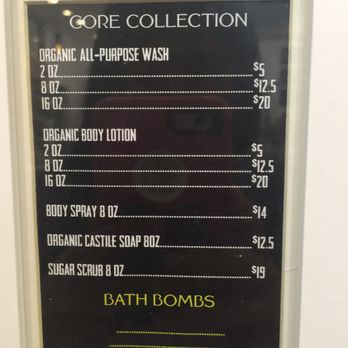 CORE COLLECTION
ORGANIC ALL-PURPOSE WASH
2 OZ.......$5
8 OZ.......$12.5
16 OZ.......$20
ORGANIC BODY LOTION
2 OZ.......$5
8 OZ.......$12.5
16 OZ.......$20
BODY SPRAY 8 OZ.......$14
ORGANIC CASTILE SOAP 8OZ.......$12.5
SUGAR SCRUB 8 OZ.......$19
BATH BOMBS